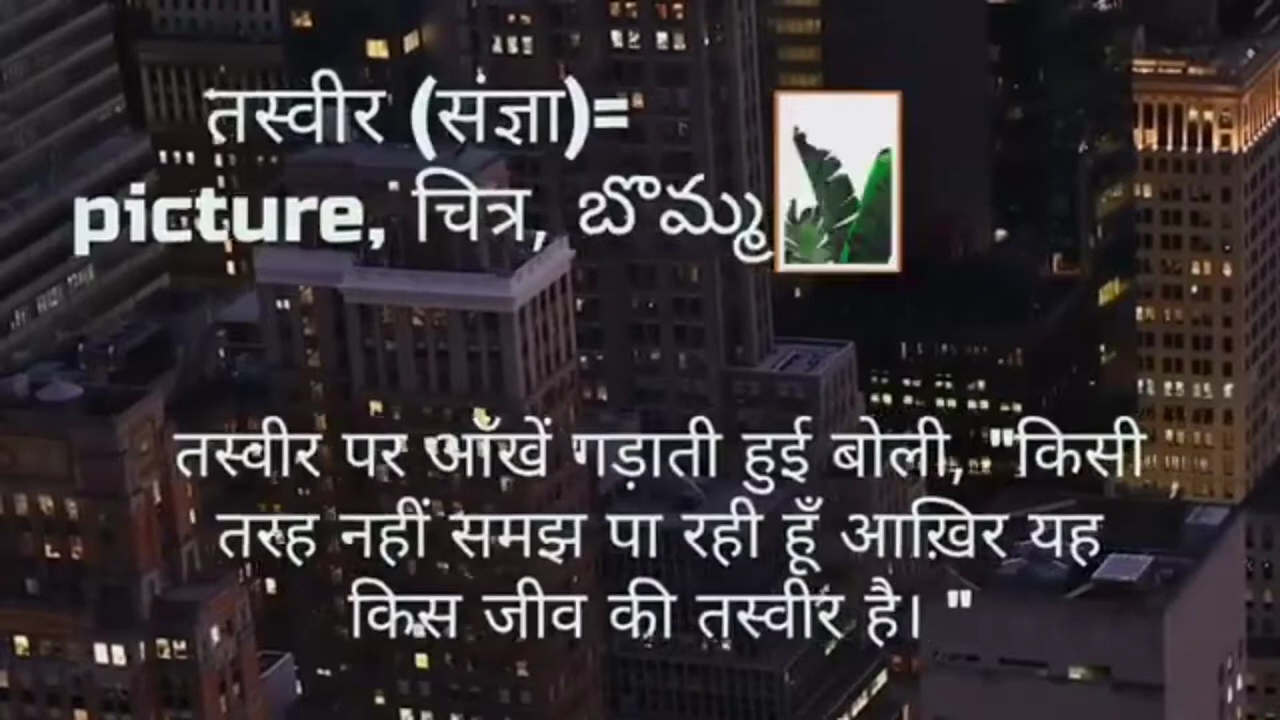 तस्वीर (संज्ञा)=
picture, चित्र, బొమ్మ
तस्वीर पर आँखें गड़ाती हुई बोली, "किसी
तरह नहीं समझ पा रही हूँ आख़िर यह
किस जीव की तस्वीर है। "